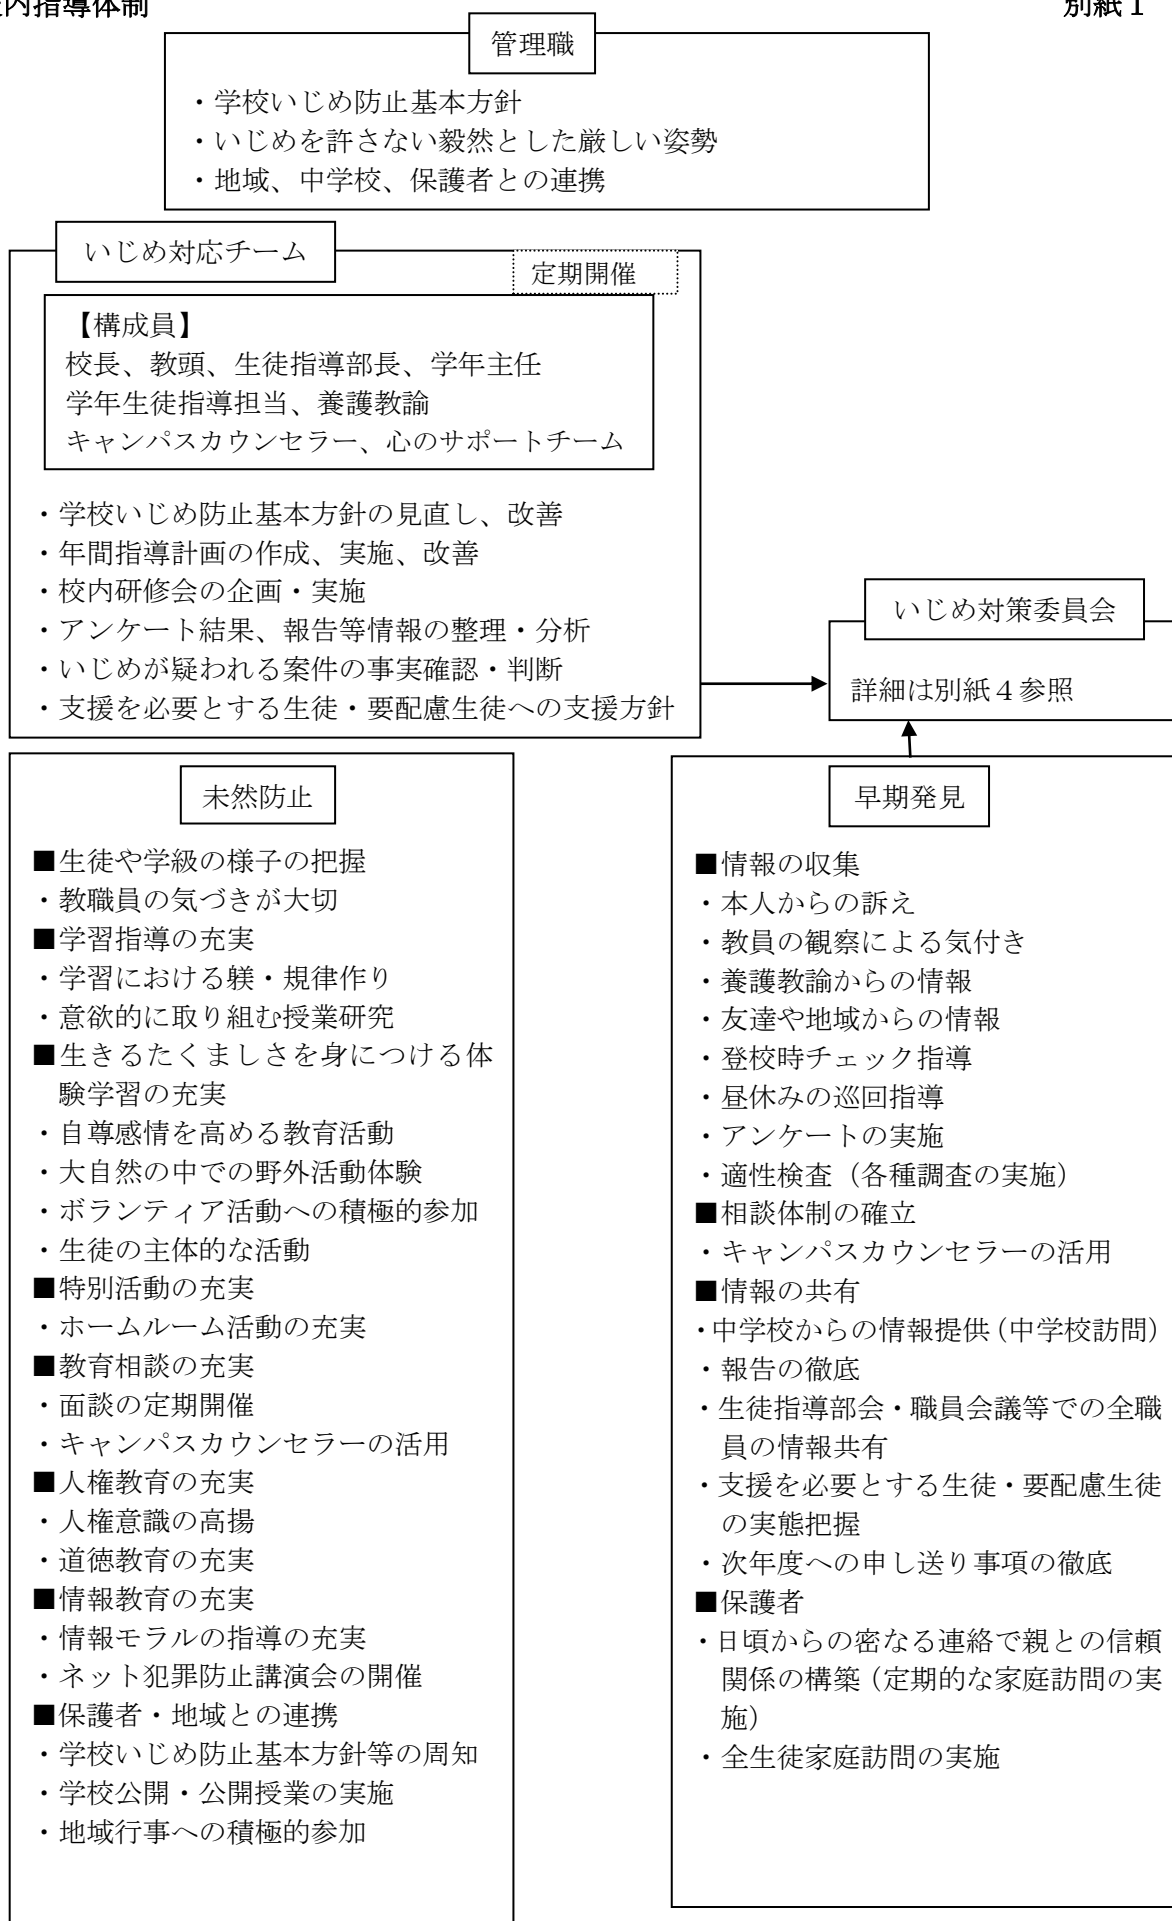 内指導体制
別紙1
管理職
・学校いじめ防止基本方針
・いじめを許さない毅然とした厳しい姿勢
・地域、中学校、保護者との連携
いじめ対応チーム
定期開催
【構成員】
校長、教頭、生徒指導部長、学年主任
学年生徒指導担当、養護教諭
キャンパスカウンセラー、心のサポートチーム
・学校いじめ防止基本方針の見直し、改善
・年間指導計画の作成、実施、改善
・校内研修会の企画・実施
・アンケート結果、報告等情報の整理・分析
・いじめが疑われる案件の事実確認・判断
・支援を必要とする生徒・要配慮生徒への支援方針
いじめ対策委員会
詳細は別紙4参照
未然防止
■生徒や学級の様子の把握
・教職員の気づきが大切
■学習指導の充実
・学習における躾・規律作り
・意欲的に取り組む授業研究
■生きるたくましさを身につける体
験学習の充実
・自尊感情を高める教育活動
・大自然の中での野外活動体験
・ボランティア活動への積極的参加
・生徒の主体的な活動
■特別活動の充実
・ホームルーム活動の充実
■教育相談の充実
・面談の定期開催
・キャンパスカウンセラーの活用
■人権教育の充実
・人権意識の高揚
・道徳教育の充実
■情報教育の充実
・情報モラルの指導の充実
・ネット犯罪防止講演会の開催
■保護者・地域との連携
・学校いじめ防止基本方針等の周知
・学校公開・公開授業の実施
・地域行事への積極的参加
早期発見
■情報の収集
・本人からの訴え
・教員の観察による気付き
・養護教諭からの情報
・友達や地域からの情報
・登校時チェック指導
・昼休みの巡回指導
・アンケートの実施
・適性検査（各種調査の実施）
■相談体制の確立
・キャンパスカウンセラーの活用
■情報の共有
・中学校からの情報提供（中学校訪問）
・報告の徹底
・生徒指導部会・職員会議等での全職
員の情報共有
・支援を必要とする生徒・要配慮生徒
の実態把握
・次年度への申し送り事項の徹底
■保護者
・日頃からの密なる連絡で親との信頼
関係の構築（定期的な家庭訪問の実
施）
・全生徒家庭訪問の実施